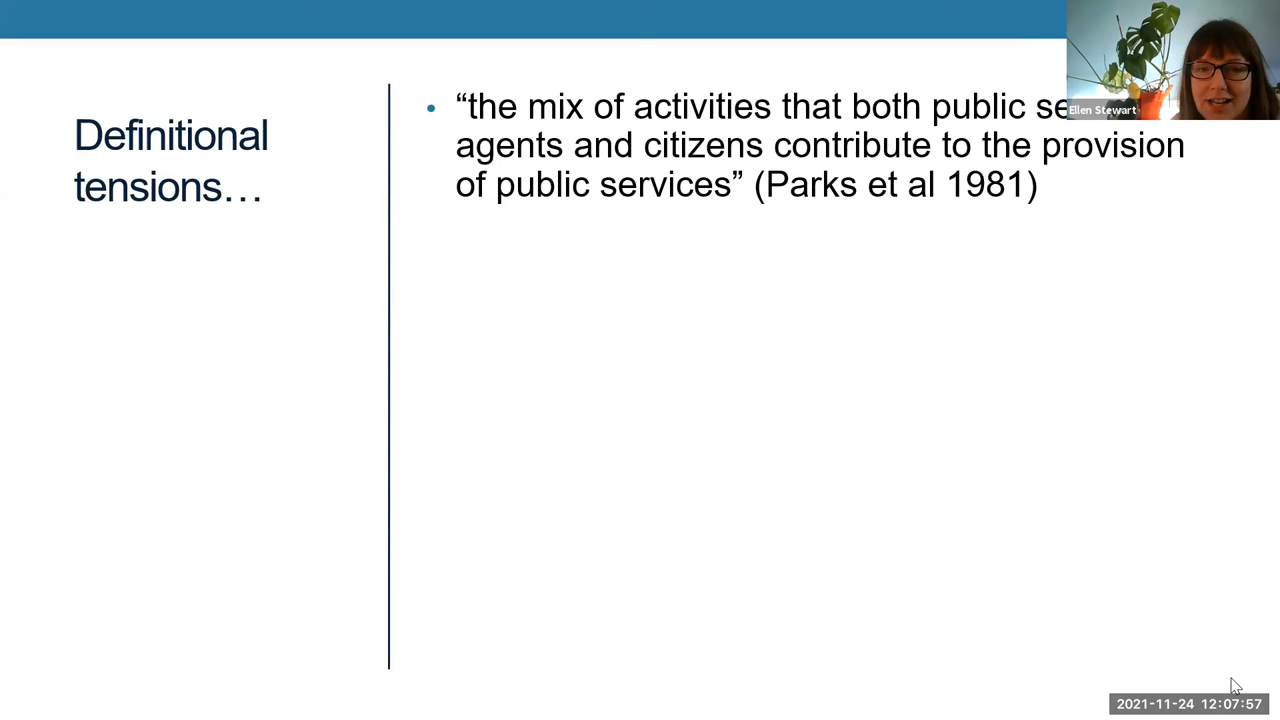 Definitional
tensions…
• “the mix of activities that both public
agents and citizens contribute to the provision
of public services” (Parks et al 1981)
Ellen Stewart
2021-11-24 12:07:57